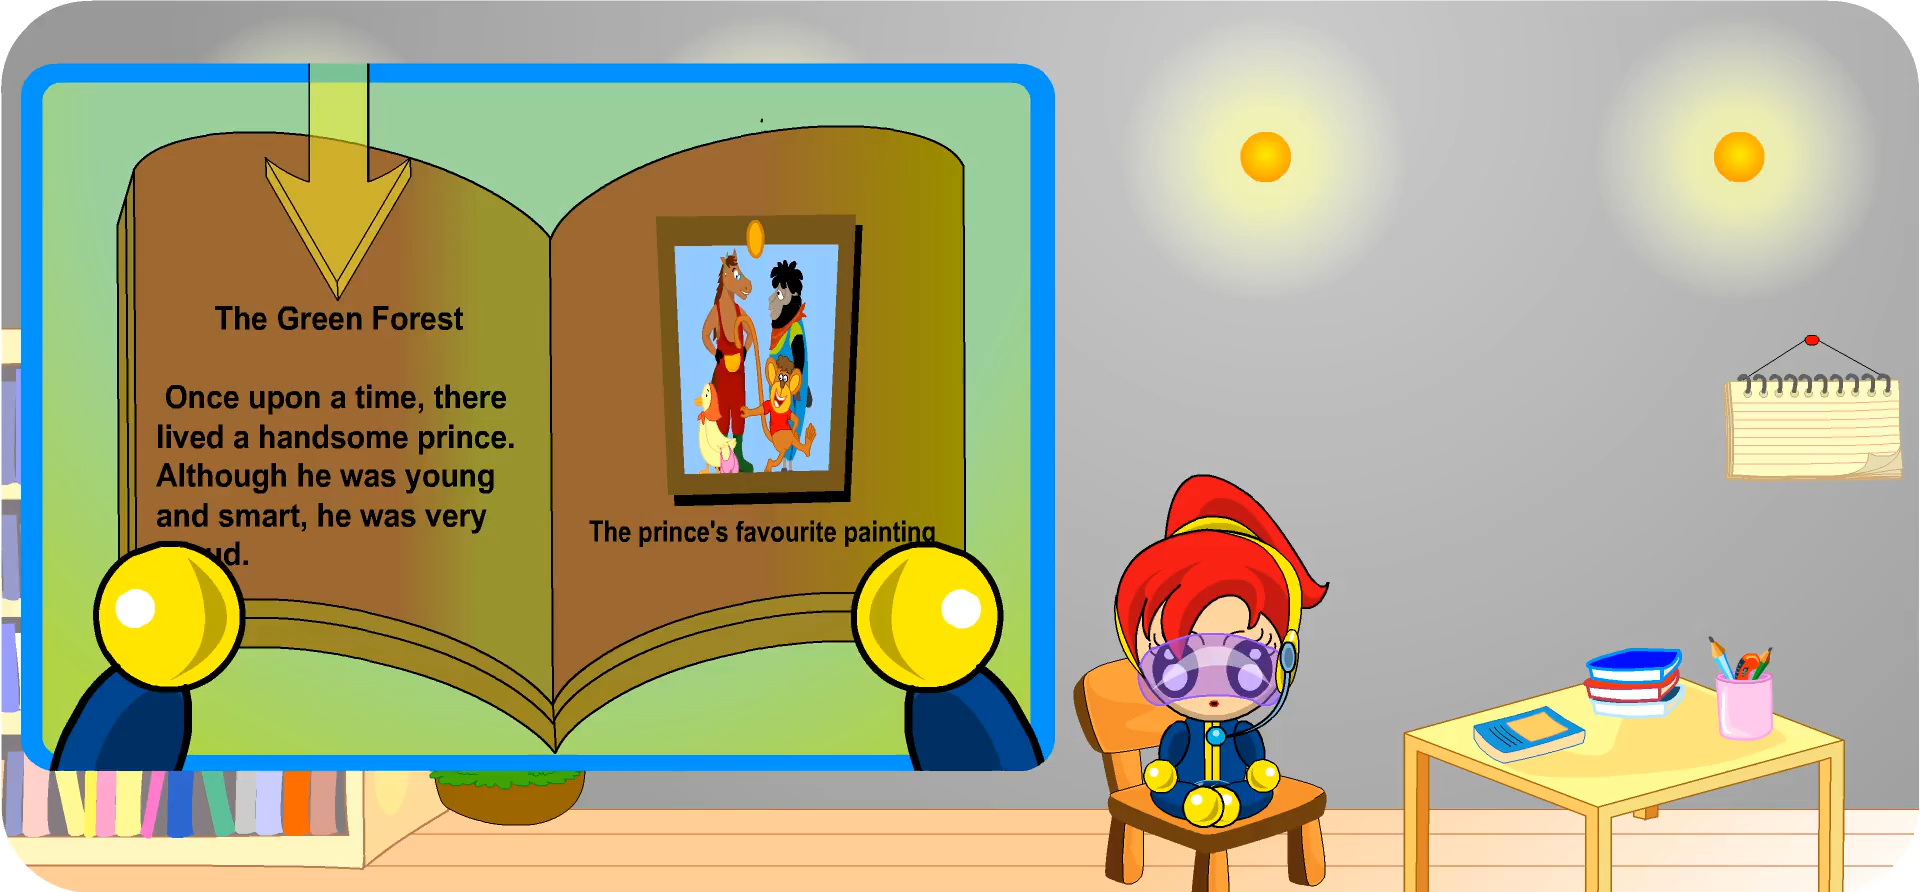 The Green Forest
Once upon a time, there
lived a handsome prince.
Although he was young
and smart, he was very
The prince's favourite painting